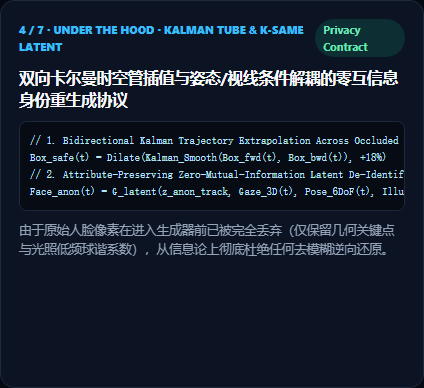 4 / 7 · UNDER THE HOOD · KALMAN TUBE & K-SAME
LATENT
Privacy
Contract
双向卡尔曼时空管插值与姿态/视线条件解耦的零互信息
身份重生成协议
// 1. Bidirectional Kalman Trajectory Extrapolation Across Occluded
Box_safe(t) = Dilate(Kalman_Smooth(Box_fwd(t), Box_bwd(t)), +18%)
// 2. Attribute-Preserving Zero-Mutual-Information Latent De-Identif
Face_anon(t) = G_latent(z_anon_track, Gaze_3D(t), Pose_6DoF(t), Illu
由于原始人脸像素在进入生成器前已被完全丢弃（仅保留几何关键点
与光照低频球谐系数），从信息论上彻底杜绝任何去模糊逆向还原。